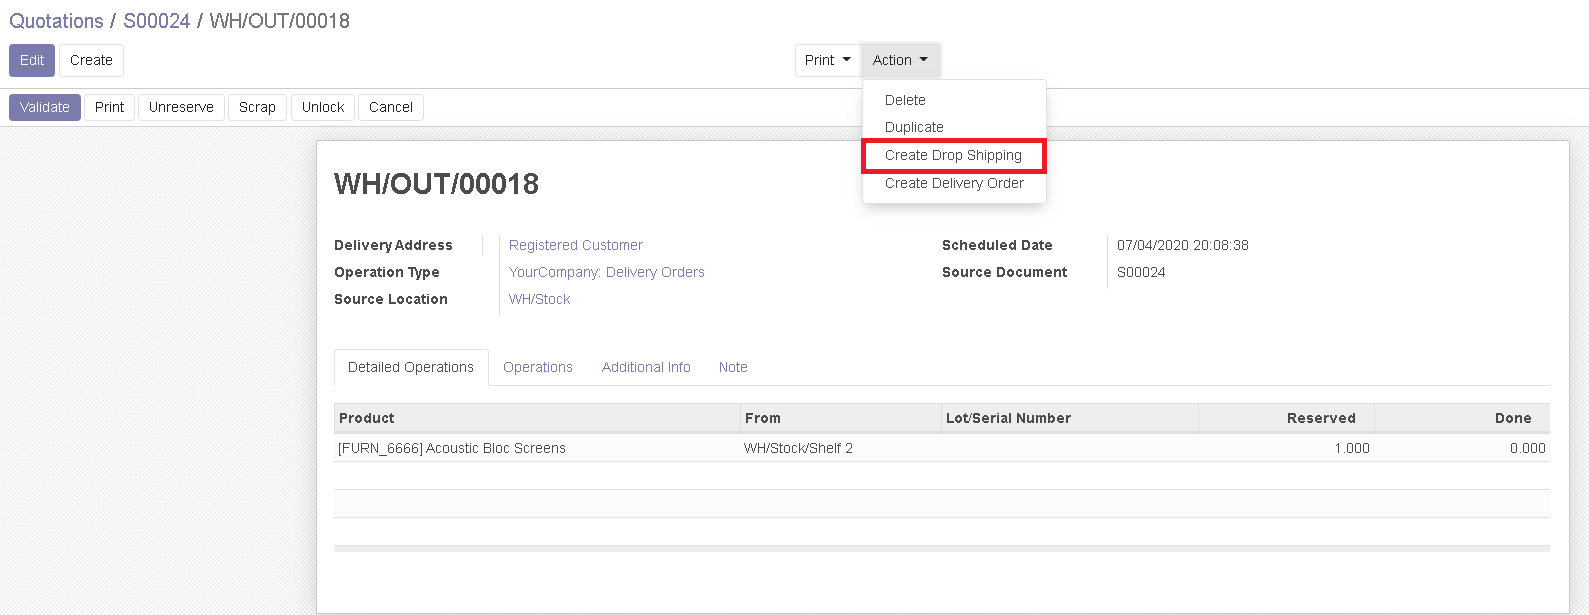 Quotations / S00024 / WH/OUT/00018
Edit Create Print Action
Validate Print Unreserve Scrap Unlock Cancel
Delete
Duplicate
Create Drop Shipping
Create Delivery Order
WH/OUT/00018
Delivery Address Registered Customer Scheduled Date 07/04/2020 20:08:38
Operation Type YourCompany: Delivery Orders Source Document S00024
Source Location WH/Stock
Detailed Operations Operations Additional Info Note
Product From Lot/Serial Number Reserved Done
[FURN_6666] Acoustic Bloc Screens WH/Stock/Shelf 2 1.000 0.000